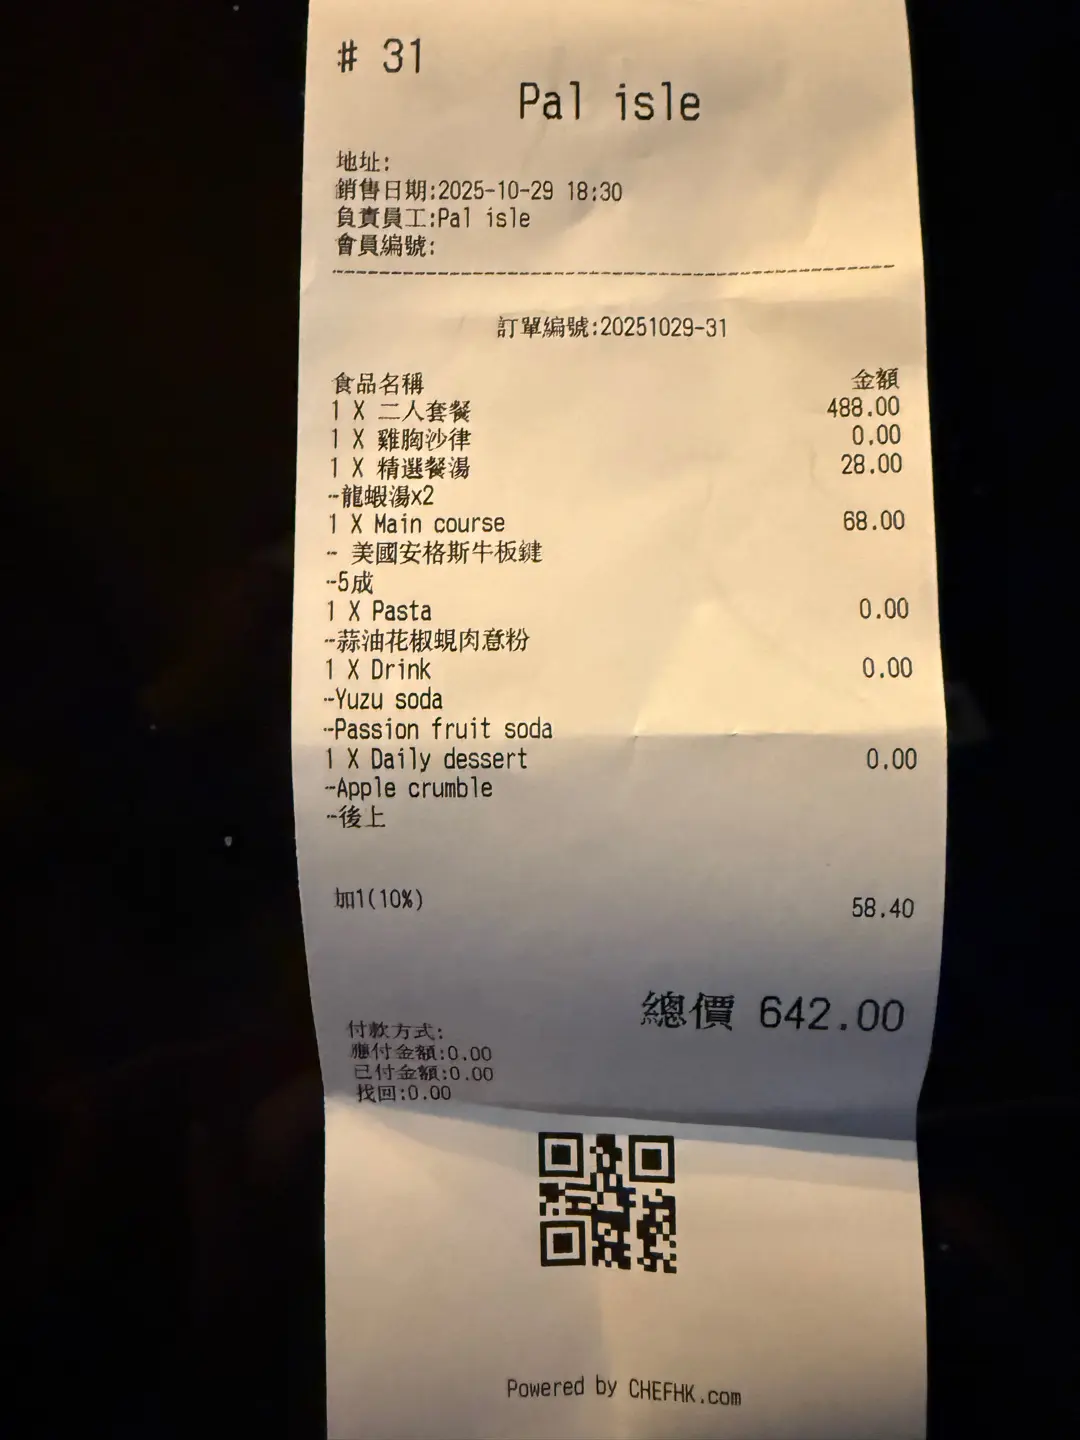 # 31
Pal isle
地址:
銷售日期:2025-10-29 18:30
負責員工:Pal isle
會員編號:
訂單編號:20251029-31
食品名稱 金額
1 X 二人套餐 488.00
1 X 雞胸沙律 0.00
1 X 精選餐湯 28.00
--龍蝦湯x2
1 X Main course 68.00
-- 美國安格斯牛板鍵
--5成
1 X Pasta 0.00
--蒜油花椒蜆肉意粉
1 X Drink 0.00
--Yuzu soda
--Passion fruit soda
1 X Daily dessert 0.00
--Apple crumble
--後上
加1(10%) 58.40
總價 642.00
付款方式:
應付金額:0.00
已付金額:0.00
找回:0.00
Powered by CHEFHK.com